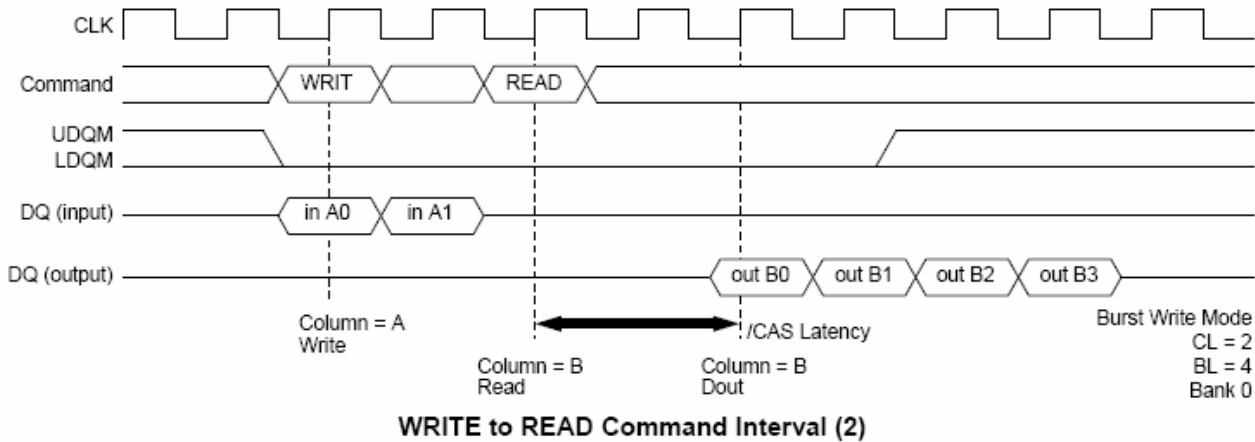 CLK
Command
WRIT
READ
UDQM
LDQM
DQ (input)
in A0
in A1
DQ (output)
out B0
out B1
out B2
out B3
Column = A
Write
/CAS Latency
Column = B
Read
Column = B
Dout
Burst Write Mode
CL = 2
BL = 4
Bank 0
WRITE to READ Command Interval (2)